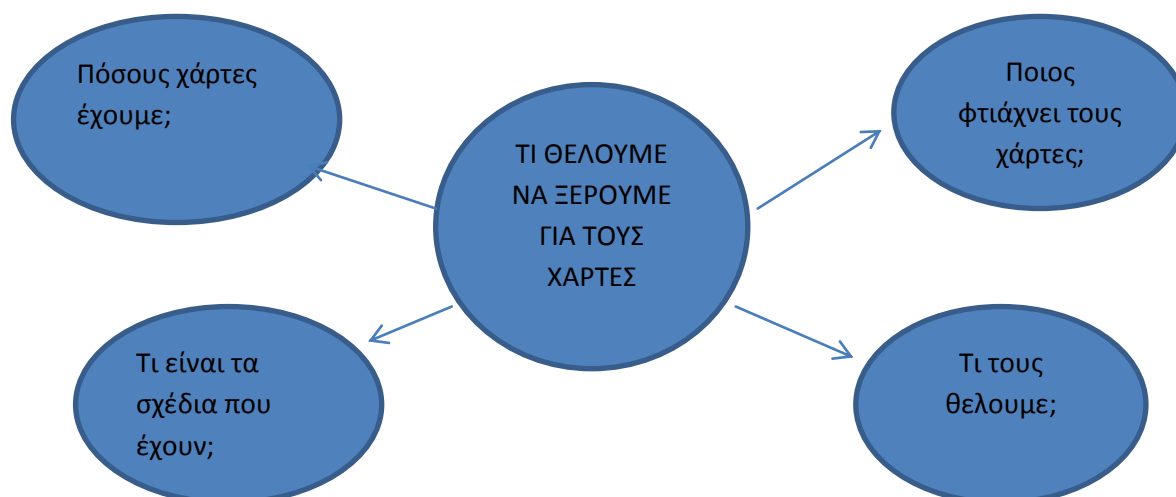 Πόσους χάρτες
έχουμε;
ΤΙ ΘΕΛΟΥΜΕ
ΝΑ ΞΕΡΟΥΜΕ
ΓΙΑ ΤΟΥΣ
ΧΑΡΤΕΣ
Ποιος
φτιάχνει τους
χάρτες;
Τι είναι τα
σχέδια που
έχουν;
Τι τους
θελουμε;